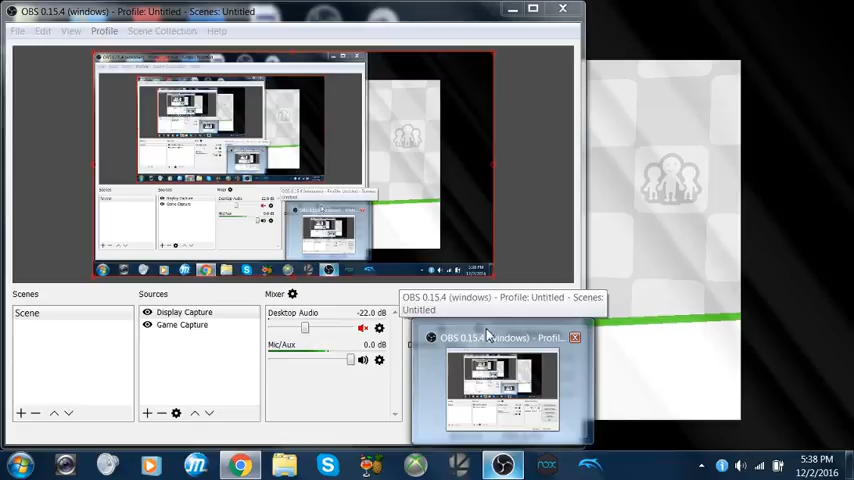 OBS 0.15.4 (windows) - Profile: Untitled - Scenes: Untitled
File Edit View Profile Scene Collection Help
Scenes
Sources
Mixer
Scene
Display Capture
Game Capture
Desktop Audio -22.0 dB
Mic/Aux 0.0 dB
OBS 0.15.4 (windows) - Profile: Untitled - Scenes:
Untitled
OBS 0.15.4 (windows) - Profil...
nox
5:38 PM
12/2/2016